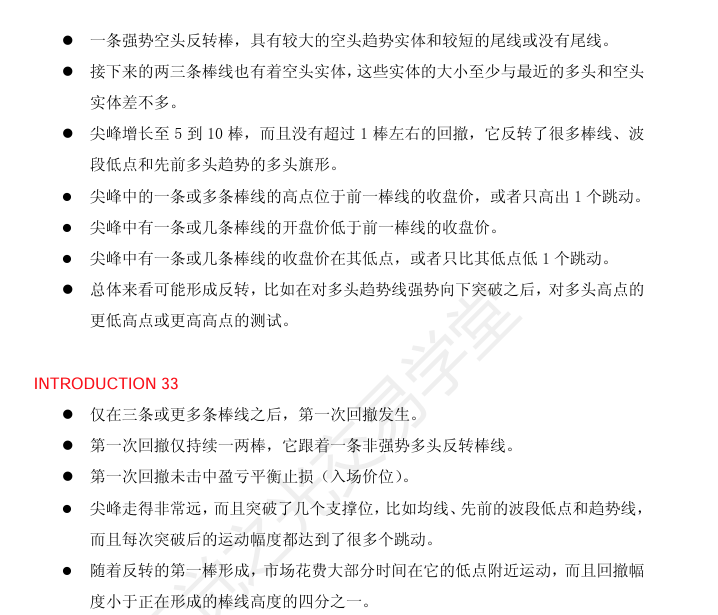 ● 一条强势空头反转棒，具有较大的空头趋势实体和较短的尾线或没有尾线。
● 接下来的两三条棒线也有着空头实体，这些实体的大小至少与最近的多头和空头
实体差不多。
● 尖峰增长至 5 到 10 棒，而且没有超过 1 棒左右的回撤，它反转了很多棒线、波
段低点和先前多头趋势的多头旗形。
● 尖峰中的一条或多条棒线的高点位于前一棒线的收盘价，或者只高出 1 个跳动。
● 尖峰中有一条或几条棒线的开盘价低于前一棒线的收盘价。
● 尖峰中有一条或几条棒线的收盘价在其低点，或者只比其低点低 1 个跳动。
● 总体来看可能形成反转，比如在对多头趋势线强势向下突破之后，对多头高点的
更低高点或更高高点的测试。
INTRODUCTION 33
● 仅在三条或更多条棒线之后，第一次回撤发生。
● 第一次回撤仅持续一两棒，它跟着一条非强势多头反转棒线。
● 第一次回撤未击中盈亏平衡止损（入场价位）。
● 尖峰走得非常远，而且突破了几个支撑位，比如均线、先前的波段低点和趋势线，
而且每次突破后的运动幅度都达到了很多个跳动。
● 随着反转的第一棒形成，市场花费大部分时间在它的低点附近运动，而且回撤幅
度小于正在形成的棒线高度的四分之一。